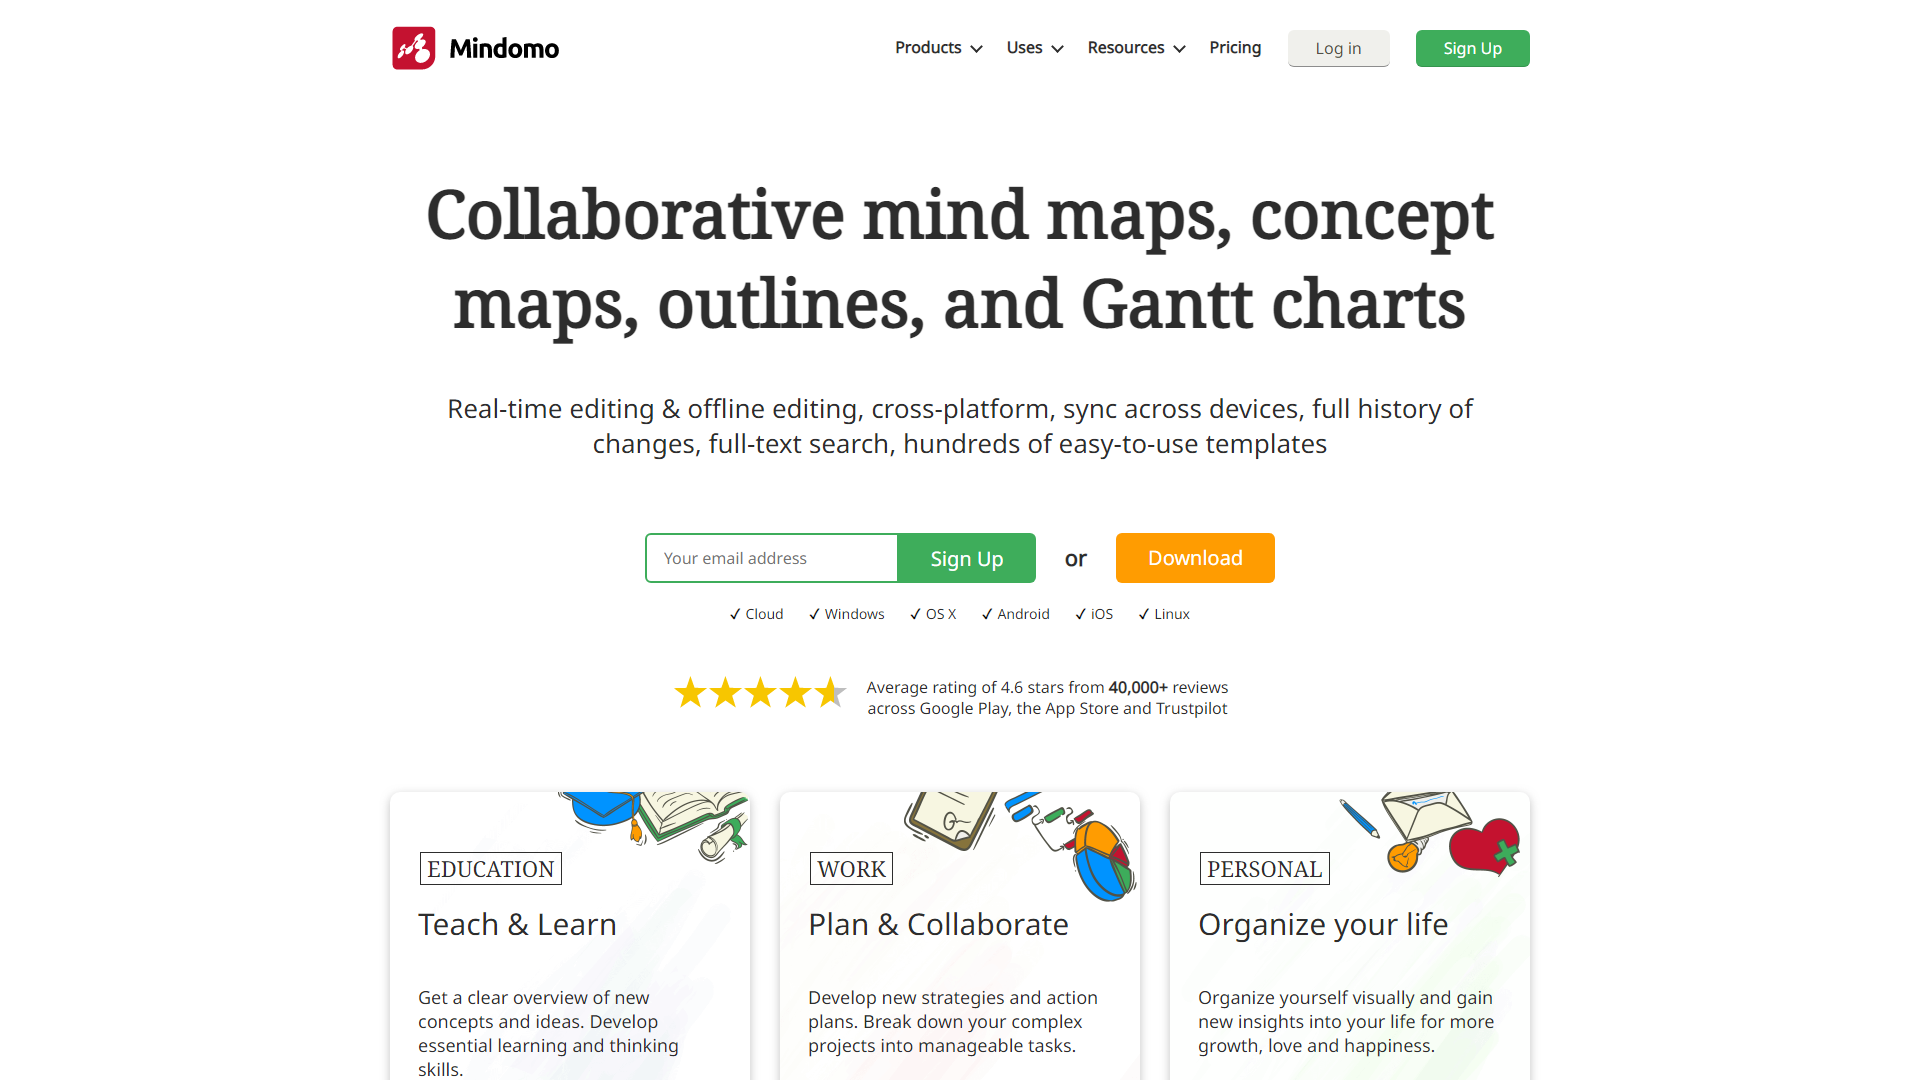 Mindomo
Products
Uses
Resources
Pricing
Log in
Sign Up
Collaborative mind maps, concept
maps, outlines, and Gantt charts
Real-time editing & offline editing, cross-platform, sync across devices, full history of
changes, full-text search, hundreds of easy-to-use templates
Your email address
Sign Up
or
Download
✓ Cloud ✓ Windows ✓ OS X ✓ Android ✓ iOS ✓ Linux
Average rating of 4.6 stars from 40,000+ reviews
across Google Play, the App Store and Trustpilot
EDUCATION
Teach & Learn
Get a clear overview of new
concepts and ideas. Develop
essential learning and thinking
skills.
WORK
Plan & Collaborate
Develop new strategies and action
plans. Break down your complex
projects into manageable tasks.
PERSONAL
Organize your life
Organize yourself visually and gain
new insights into your life for more
growth, love and happiness.